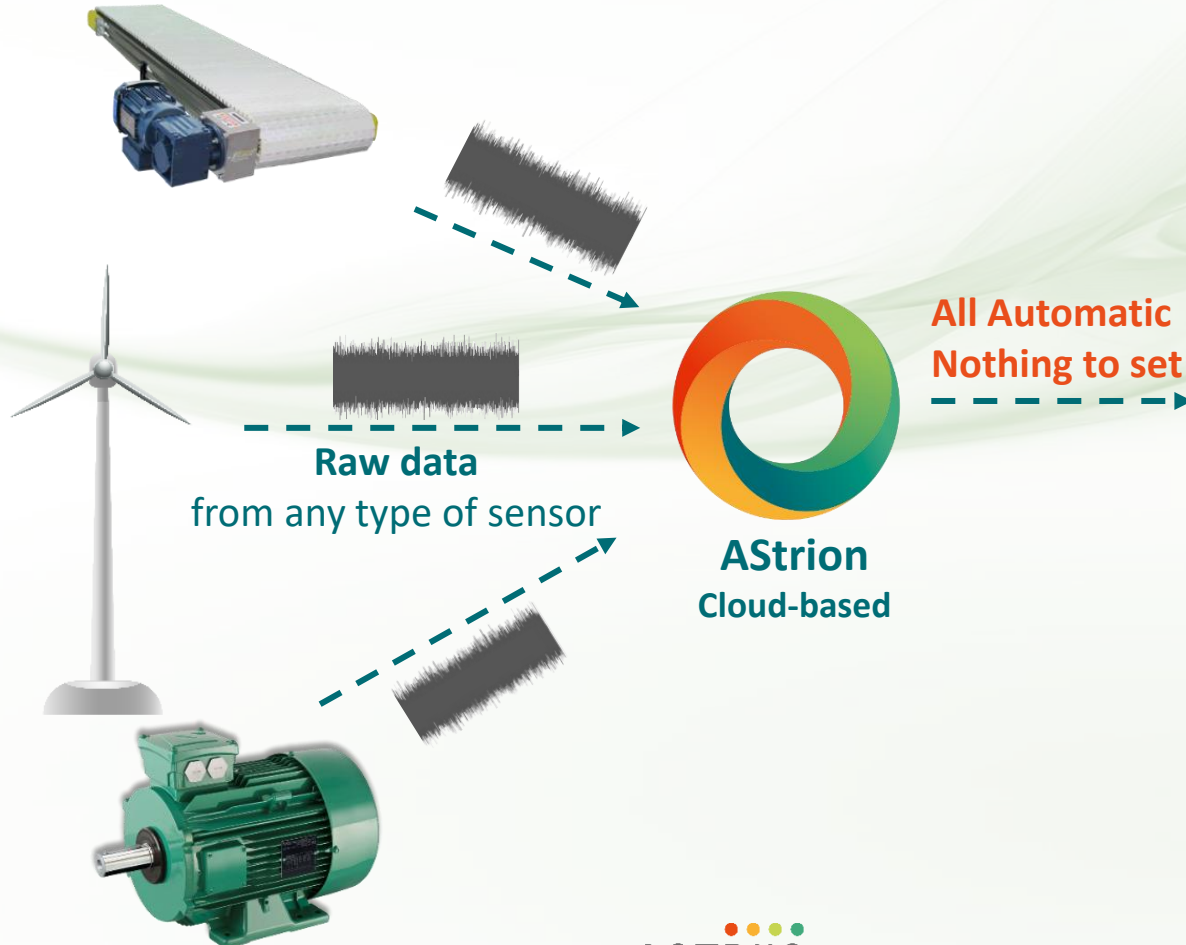 All Automatic
Nothing to set
Raw data
from any type of sensor
AStrion
Cloud-based